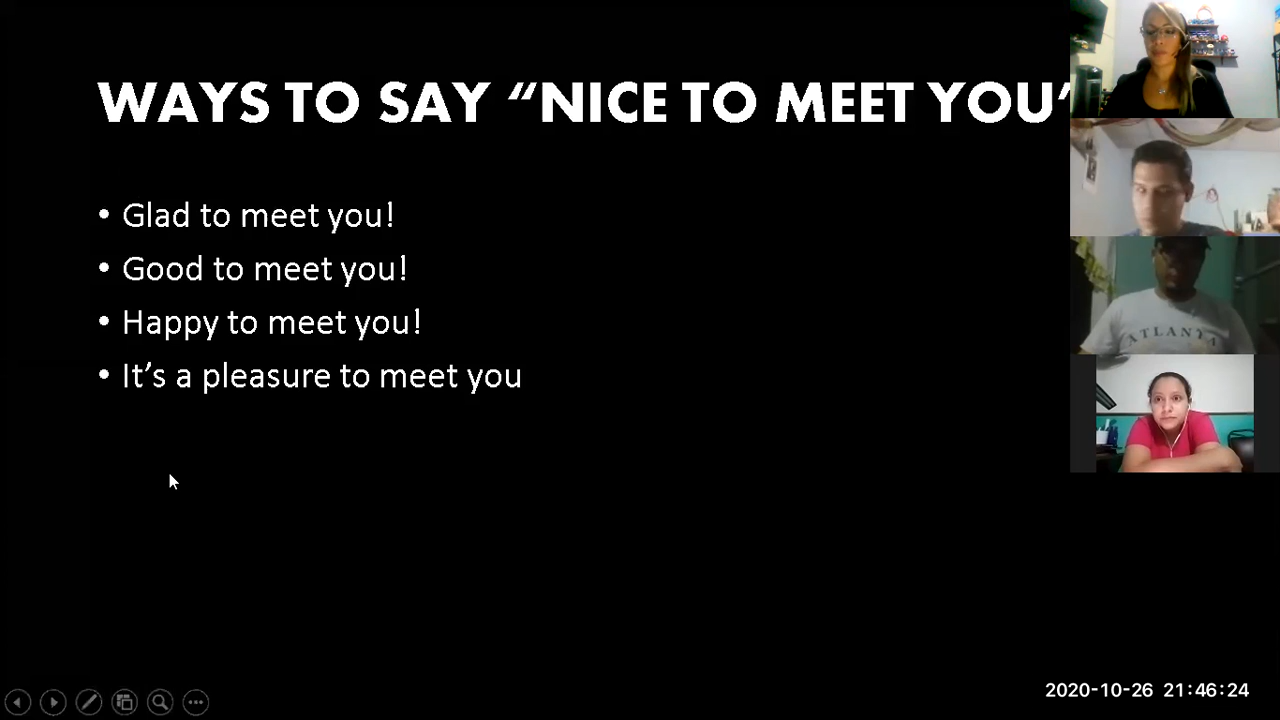 WAYS TO SAY “NICE TO MEET YOU”
• Glad to meet you!
• Good to meet you!
• Happy to meet you!
• It’s a pleasure to meet you
ATLANTA
2020-10-26 21:46:24